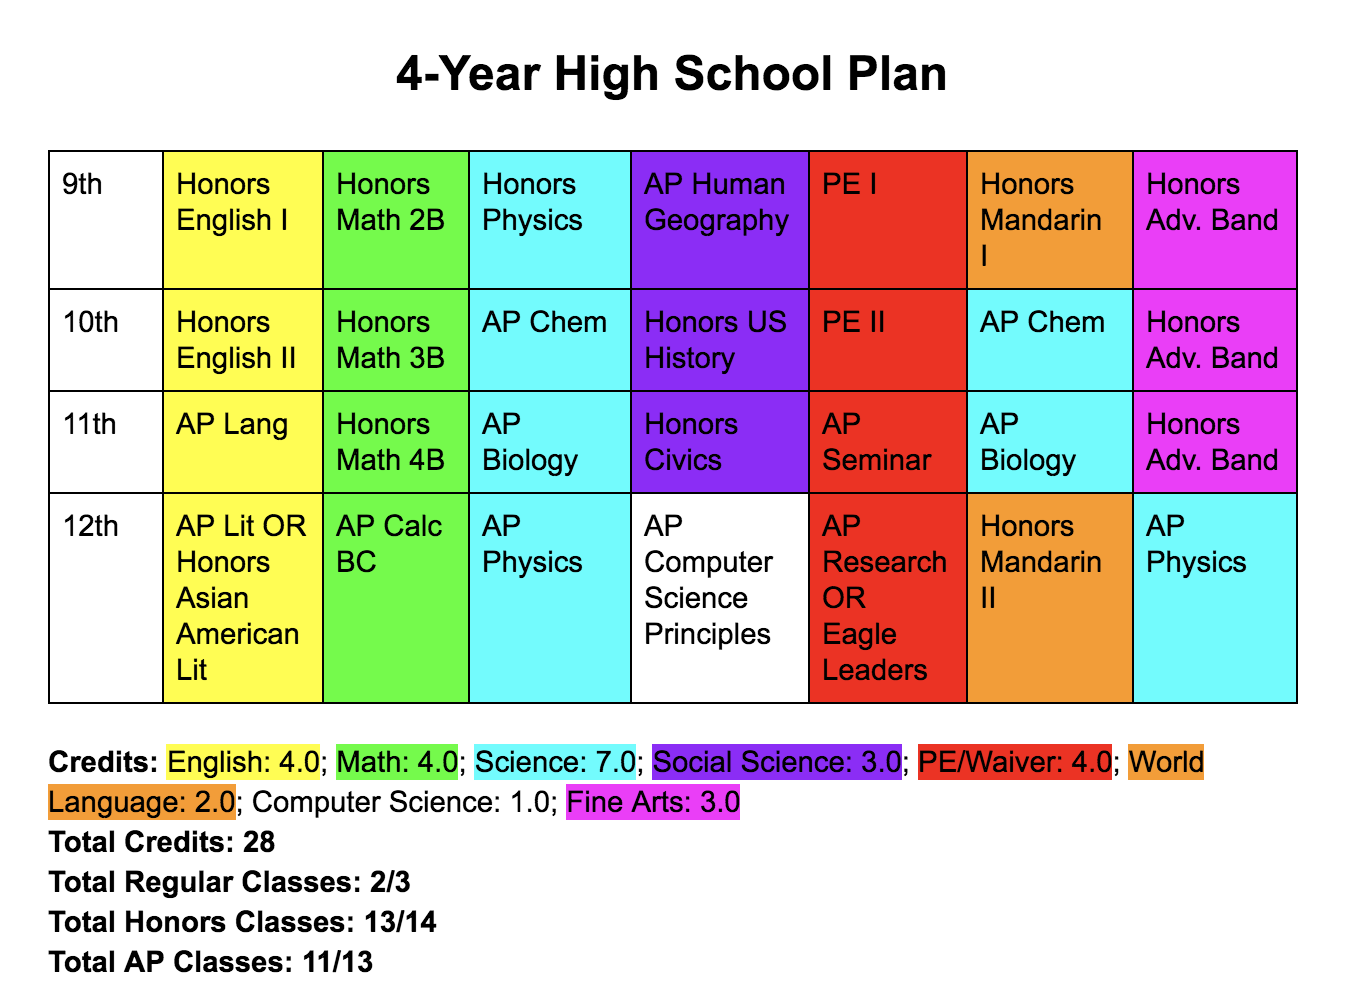 4-Year High School Plan
9th
Honors English I
Honors Math 2B
Honors Physics
AP Human Geography
PE I
Honors Mandarin I
Honors Adv. Band
10th
Honors English II
Honors Math 3B
AP Chem
Honors US History
PE II
AP Chem
Honors Adv. Band
11th
AP Lang
Honors Math 4B
AP Biology
Honors Civics
AP Seminar
AP Biology
Honors Adv. Band
12th
AP Lit OR Honors Asian American Lit
AP Calc BC
AP Physics
AP Computer Science Principles
AP Research OR Eagle Leaders
Honors Mandarin II
AP Physics
Credits: English: 4.0; Math: 4.0; Science: 7.0; Social Science: 3.0; PE/Waiver: 4.0; World
Language: 2.0; Computer Science: 1.0; Fine Arts: 3.0
Total Credits: 28
Total Regular Classes: 2/3
Total Honors Classes: 13/14
Total AP Classes: 11/13